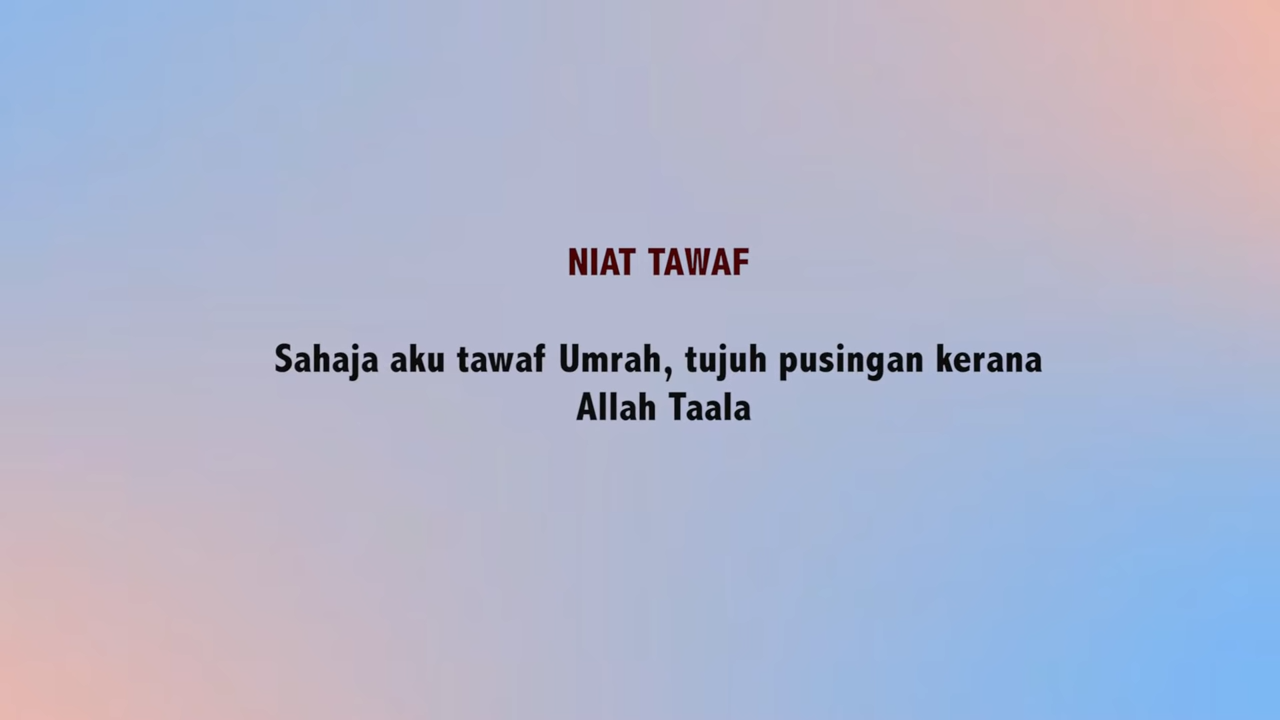 NIAT TAWAF
Sahaja aku tawaf Umrah, tujuh pusingan kerana
Allah Taala